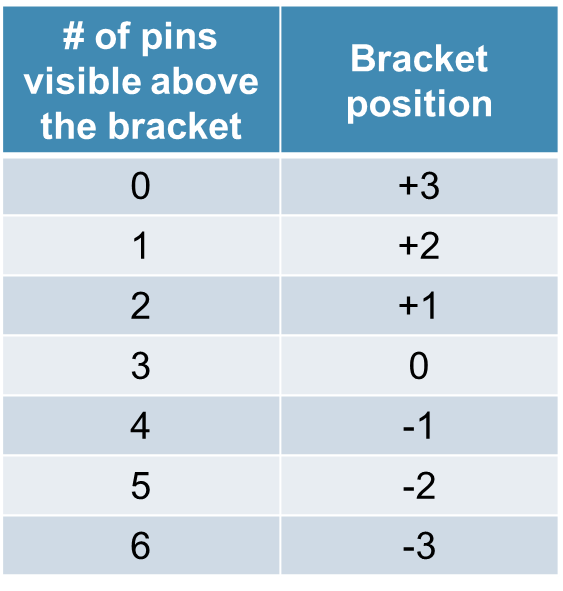 # of pins
visible above
the bracket
Bracket
position
0 +3
1 +2
2 +1
3 0
4 -1
5 -2
6 -3